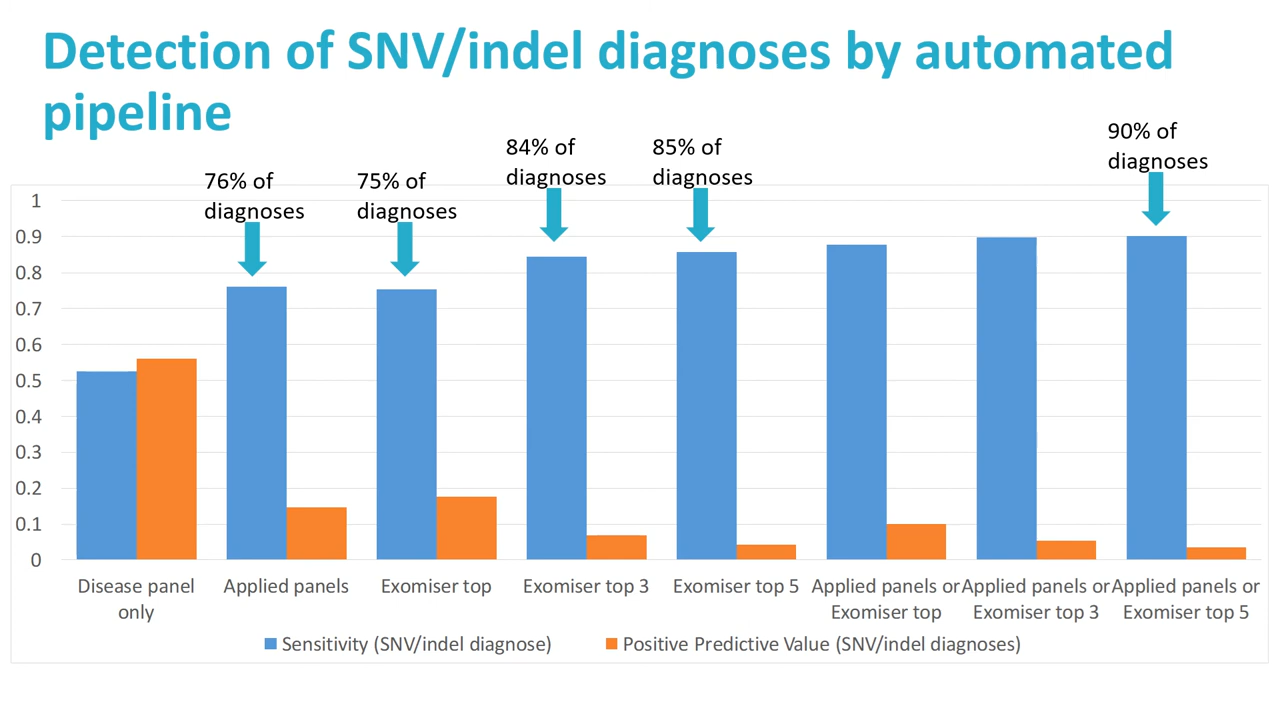 Detection of SNV/indel diagnoses by automated
pipeline
90% of
diagnoses
84% of
diagnoses
85% of
diagnoses
76% of
diagnoses
75% of
diagnoses
1
0.9
0.8
0.7
0.6
0.5
0.4
0.3
0.2
0.1
0
Disease panel
only
Applied panels
Exomiser top
Exomiser top 3
Exomiser top 5
Applied panels or
Exomiser top
Applied panels or
Exomiser top 3
Applied panels or
Exomiser top 5
Sensitivity (SNV/indel diagnose)
Positive Predictive Value (SNV/indel diagnoses)